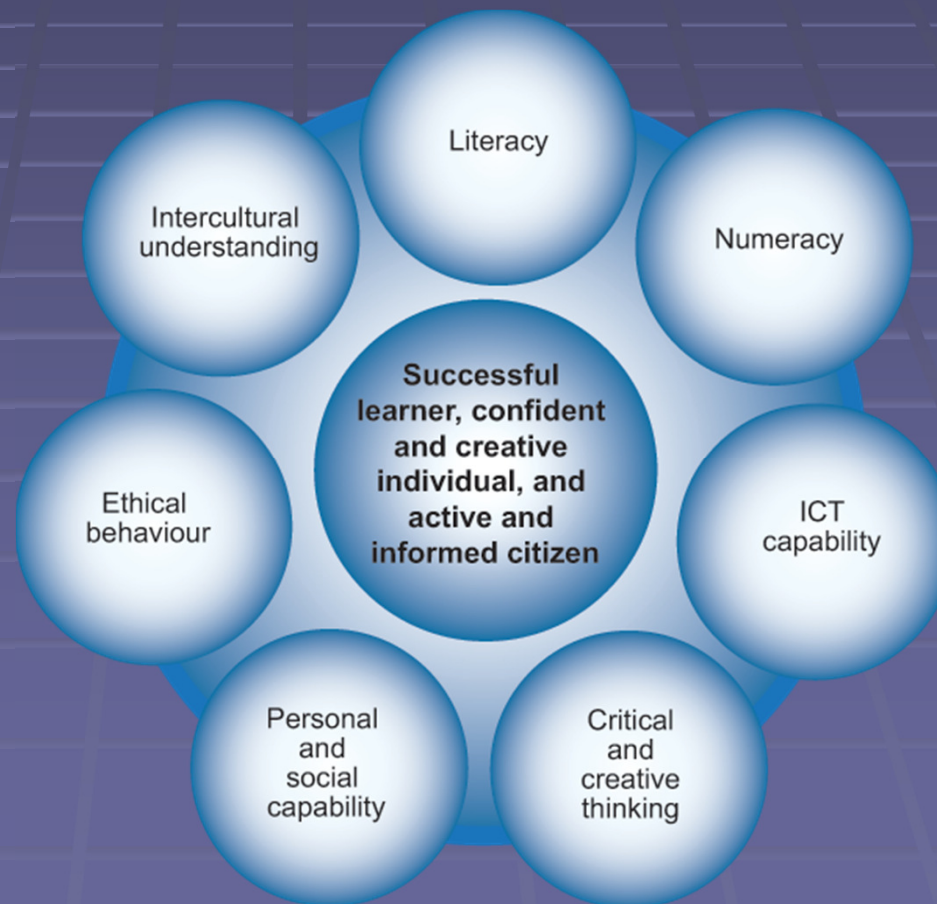 Literacy
Numeracy
ICT
capability
Critical
and
creative
thinking
Personal
and
social
capability
Ethical
behaviour
Intercultural
understanding
Successful
learner, confident
and creative
individual, and
active and
informed citizen